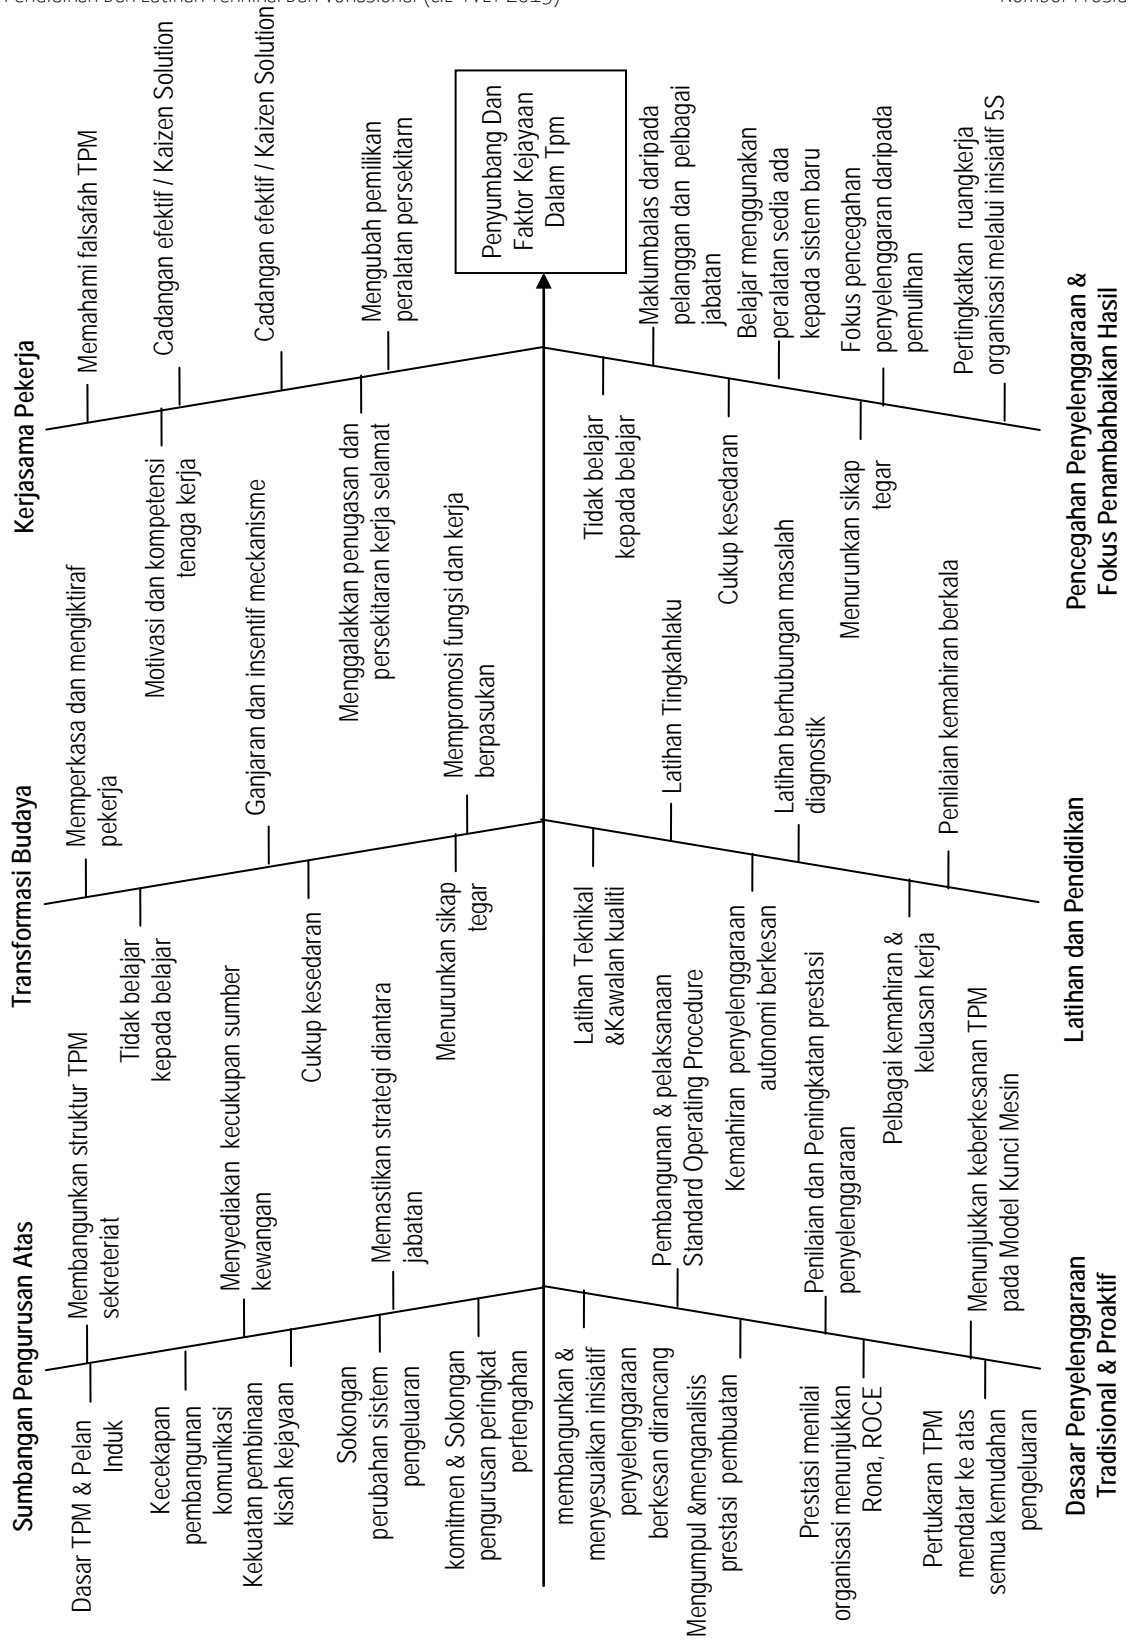 Sumbangan Pengurusan Atas
Dasar TPM & Pelan
Induk
Membangunkan struktur TPM
sekreteriat
Kecekapan
pembangunan
komunikasi
Menyediakan kecukupan sumber
kewangan
Kekuatan pembinaan
kisah kejayaan
Sokongan
perubahan sistem
pengeluaran
Memastikan strategi diantara
jabatan
komitmen & Sokongan
pengurusan peringkat
pertengahan
Transformasi Budaya
Memperkasa dan mengiktiraf
pekerja
Tidak belajar
kepada belajar
Ganjaran dan insentif meckanisme
Cukup kesedaran
Menurunkan sikap
tegar
Mempromosi fungsi dan kerja
berpasukan
Kerjasama Pekerja
Memahami falsafah TPM
Motivasi dan kompetensi
tenaga kerja
Cadangan efektif / Kaizen Solution
Cadangan efektif / Kaizen Solution
Menggalakkan penugasan dan
persekitaran kerja selamat
Mengubah pemilikan
peralatan persekitarn
Penyumbang Dan
Faktor Kejayaan
Dalam Tpm
membangunkan &
menyesuaikan inisiatif
penyelenggaraan
berkesan dirancang
Pembangunan & pelaksanaan
Standard Operating Procedure
Mengumpul &menganalisis
prestasi pembuatan
Penilaian dan Peningkatan prestasi
penyelenggaraan
Prestasi menilai
organisasi menunjukkan
Rona, ROCE
Menunjukkan keberkesanan TPM
pada Model Kunci Mesin
Pertukaran TPM
mendatar ke atas
semua kemudahan
pengeluaran
Dasaar Penyelenggaraan
Tradisional & Proaktif
Latihan Teknikal
&Kawalan kualiti
Latihan Tingkahlaku
Kemahiran penyelenggaraan
autonomi berkesan
Latihan berhubungan masalah
diagnostik
Pelbagai kemahiran &
keluasan kerja
Penilaian kemahiran berkala
Latihan dan Pendidikan
Tidak belajar
kepada belajar
Maklumbalas daripada
pelanggan dan pelbagai
jabatan
Cukup kesedaran
Belajar menggunakan
peralatan sedia ada
kepada sistem baru
Menurunkan sikap
tegar
Fokus pencegahan
penyelenggaran daripada
pemulihan
Pertingkatkan ruangkerja
organisasi melalui inisiatif 5S
Pencegahan Penyelenggaraan &
Fokus Penambahbaikan Hasil